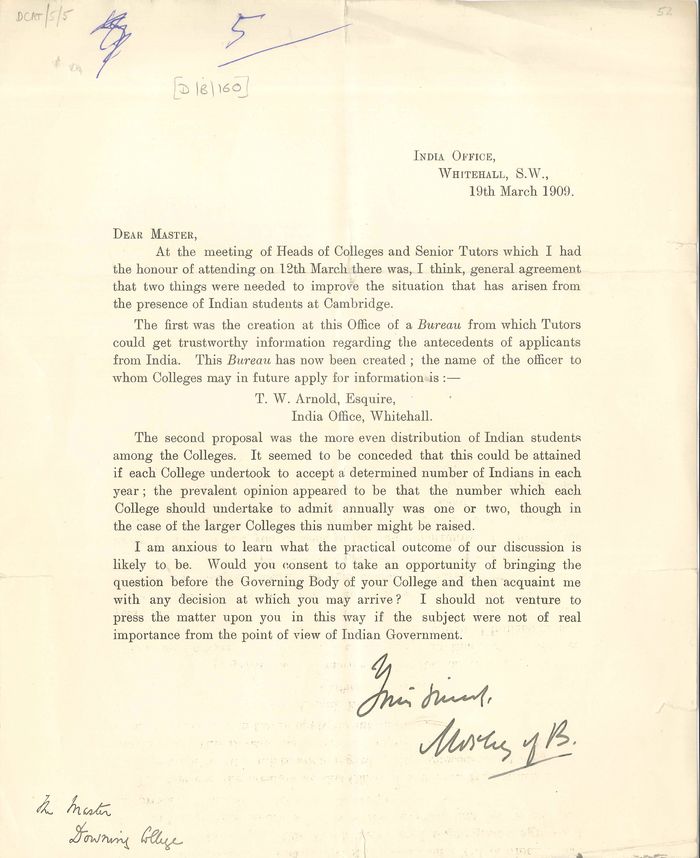 DCAT/5/5
5
52
[D/B/160]
INDIA OFFICE,
WHITEHALL, S.W.,
19th March 1909.
DEAR MASTER,
At the meeting of Heads of Colleges and Senior Tutors which I had
the honour of attending on 12th March there was, I think, general agreement
that two things were needed to improve the situation that has arisen from
the presence of Indian students at Cambridge.
The first was the creation at this Office of a Bureau from which Tutors
could get trustworthy information regarding the antecedents of applicants
from India. This Bureau has now been created ; the name of the officer to
whom Colleges may in future apply for information is :—
T. W. Arnold, Esquire,
India Office, Whitehall.
The second proposal was the more even distribution of Indian students
among the Colleges. It seemed to be conceded that this could be attained
if each College undertook to accept a determined number of Indians in each
year ; the prevalent opinion appeared to be that the number which each
College should undertake to admit annually was one or two, though in
the case of the larger Colleges this number might be raised.
I am anxious to learn what the practical outcome of our discussion is
likely to be. Would you consent to take an opportunity of bringing the
question before the Governing Body of your College and then acquaint me
with any decision at which you may arrive? I should not venture to
press the matter upon you in this way if the subject were not of real
importance from the point of view of Indian Government.
Morley of B.
The Master
Downing College